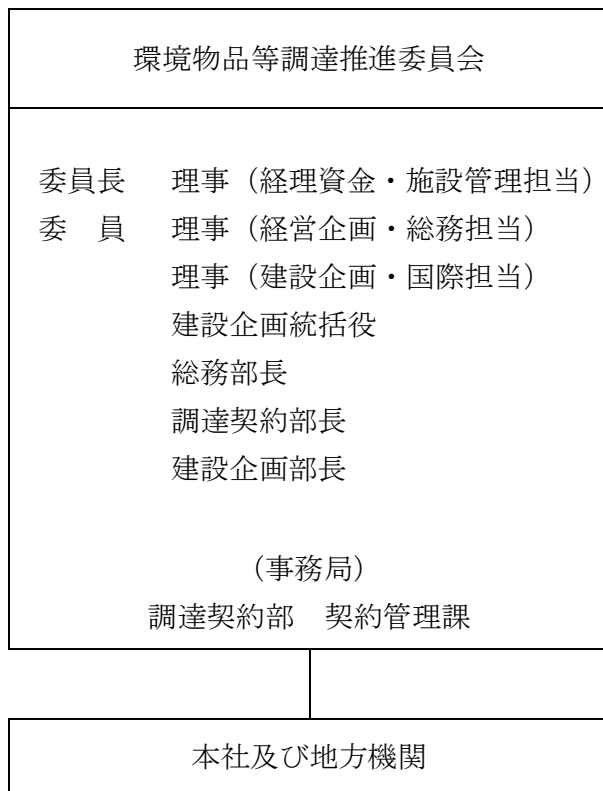 環境物品等調達推進委員会
委員長　理事（経理資金・施設管理担当）
委　員　理事（経営企画・総務担当）
理事（建設企画・国際担当）
建設企画統括役
総務部長
調達契約部長
建設企画部長
（事務局）
調達契約部　契約管理課
本社及び地方機関